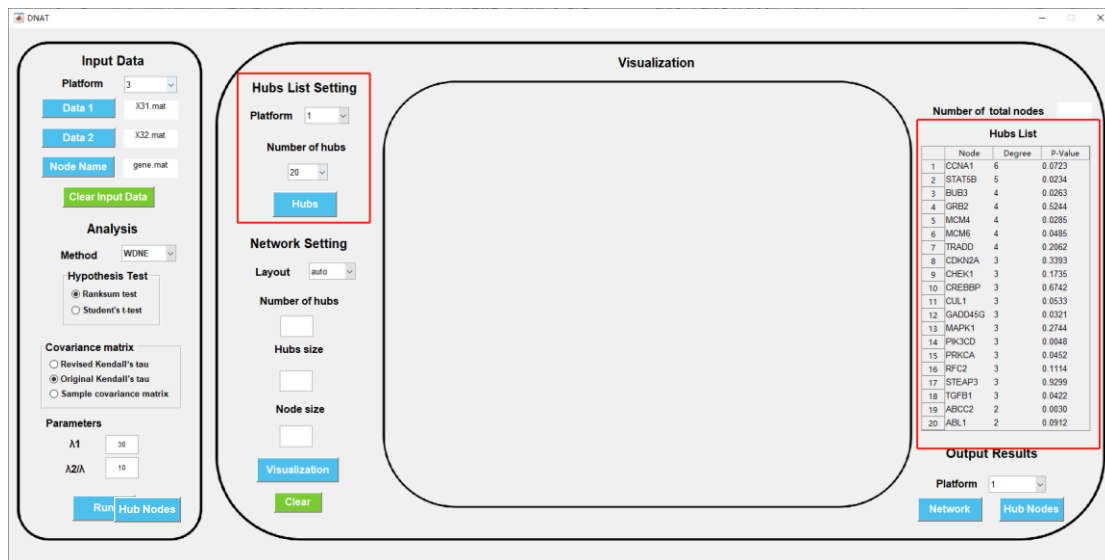 DNAT
Input Data
Platform 3
Data 1 X31.mat
Data 2 X32.mat
Node Name gene.mat
Clear Input Data
Analysis
Method WDNE
Hypothesis Test
Ranksum test
Student's t-test
Covariance matrix
Revised Kendall's tau
Original Kendall's tau
Sample covariance matrix
Parameters
λ1 30
λ2/λ 10
Run
Hub Nodes
Visualization
Hubs List Setting
Platform 1
Number of hubs
20
Hubs
Network Setting
Layout auto
Number of hubs
Hubs size
Node size
Visualization
Clear
Number of total nodes
Hubs List
Node Degree P-Value
1 CCNA1 6 0.0723
2 STAT5B 5 0.0234
3 BUB3 4 0.0263
4 GRB2 4 0.5244
5 MCM4 4 0.0285
6 MCM6 4 0.0485
7 TRADD 4 0.2062
8 CDKN2A 3 0.3393
9 CHEK1 3 0.1735
10 CREBBP 3 0.6742
11 CUL1 3 0.0533
12 GADD45G 3 0.0321
13 MAPK1 3 0.2744
14 PIK3CD 3 0.0048
15 PRKCA 3 0.0452
16 RFC2 3 0.1114
17 STEAP3 3 0.9299
18 TGFB1 3 0.0422
19 ABCC2 2 0.0030
20 ABL1 2 0.0912
Output Results
Platform 1
Network
Hub Nodes